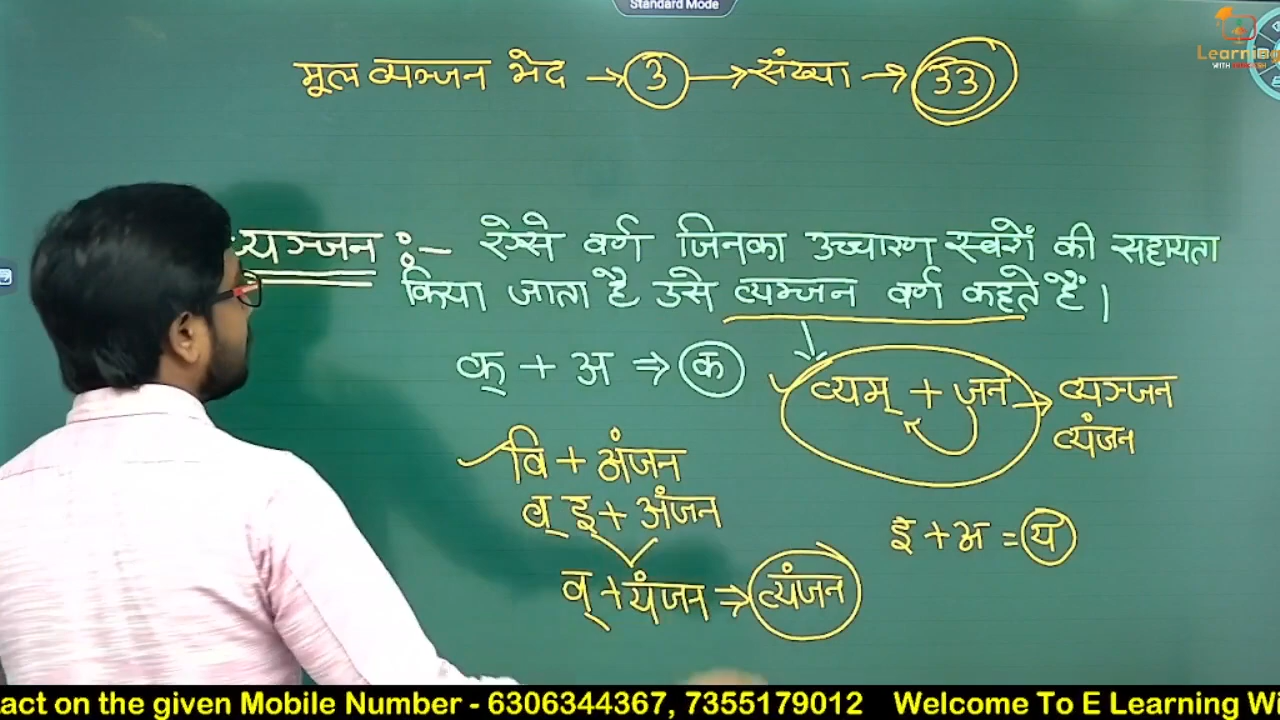 Standard Mode
Learning
मूल व्यञ्जन भेद → 3 → संख्या → 33
व्यञ्जन :- ऐसे वर्ण जिनका उच्चारण स्वरों की सहायता
किया जाता है उसे व्यञ्जन वर्ण कहते हैं।
क् + अ ⇒ क
व्यम् + जन → व्यञ्जन
व्यंजन
वि + अंजन
व् इ + अंजन
इ + अ = य
व् + यंजन ⇒ व्यंजन
act on the given Mobile Number - 6306344367, 7355179012 Welcome To E Learning Wi